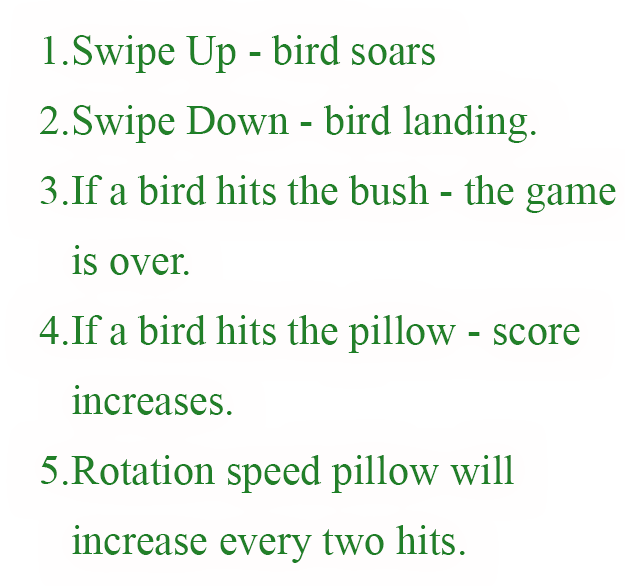 1.Swipe Up - bird soars
2.Swipe Down - bird landing.
3.If a bird hits the bush - the game
is over.
4.If a bird hits the pillow - score
increases.
5.Rotation speed pillow will
increase every two hits.